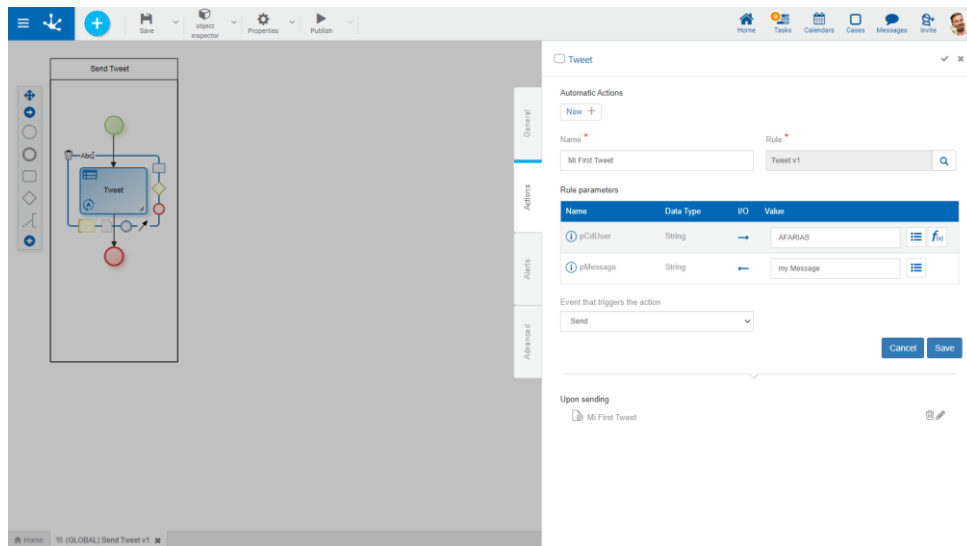 Save
object
inspector
Properties
Publish
Home
Tasks
Calendars
Cases
Messages
Invite
Send Tweet
Abc
Tweet
General
Actions
Alerts
Advanced
Tweet
Automatic Actions
New +
Name *
Rule *
Mi First Tweet
Tweet v1
Rule parameters
Name Data Type I/O Value
pCdUser String → AFARIAS f(x)
pMessage String ← my Message
Event that triggers the action
Send
Cancel Save
Upon sending
Mi First Tweet
Home (GLOBAL) Send Tweet v1